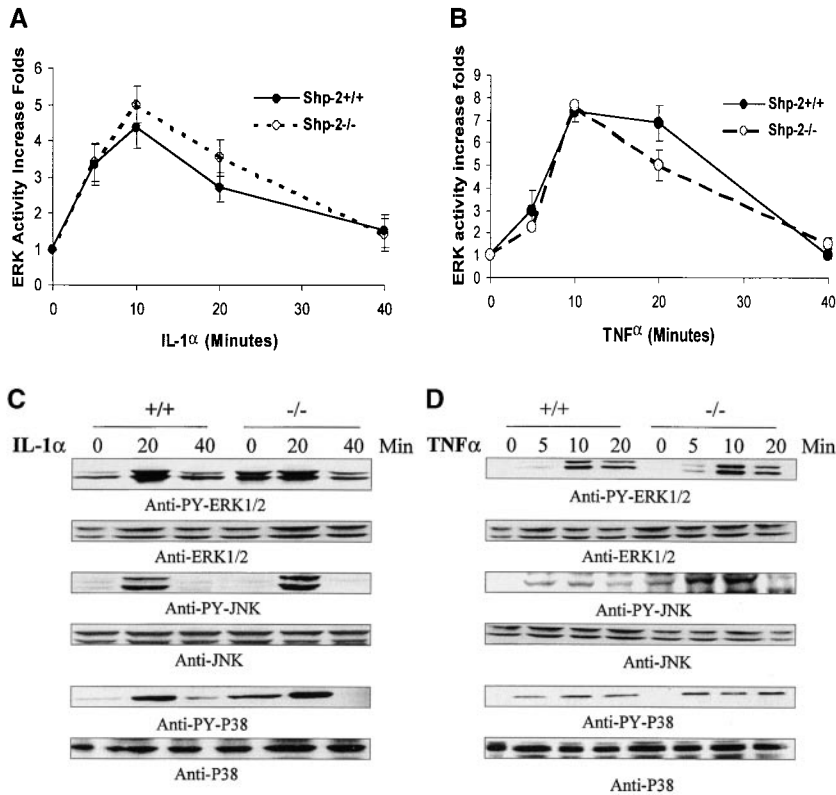 A
ERK Activity Increase Folds
6
5
4
3
2
1
0
0 10 20 30 40
IL-1α (Minutes)
Shp-2+/+
Shp-2-/-
B
ERK activity increase folds
9
8
7
6
5
4
3
2
1
0
0 10 20 30 40
TNFα (Minutes)
Shp-2+/+
Shp-2-/-
C
+/+ -/-
IL-1α 0 20 40 0 20 40 Min
Anti-PY-ERK1/2
Anti-ERK1/2
Anti-PY-JNK
Anti-JNK
Anti-PY-P38
Anti-P38
D
+/+ -/-
TNFα 0 5 10 20 0 5 10 20 Min
Anti-PY-ERK1/2
Anti-ERK1/2
Anti-PY-JNK
Anti-JNK
Anti-PY-P38
Anti-P38